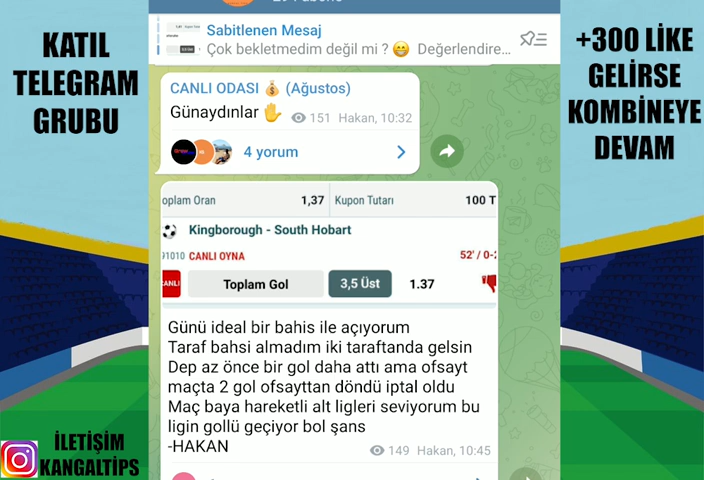 KATIL
TELEGRAM
GRUBU
+300 LİKE
GELİRSE
KOMBİNEYE
DEVAM
Sabitlenen Mesaj
Çok bekletmedim değil mi ? 😁 Değerlendire...
CANLI ODASI 💰 (Ağustos)
Günaydınlar ✋
151 Hakan, 10:32
4 yorum
oplam Oran 1,37 Kupon Tutarı 100 T
Kingborough - South Hobart
91010 CANLI OYNA 52' / 0-
CANLI Toplam Gol 3,5 Üst 1.37
Günü ideal bir bahis ile açıyorum
Taraf bahsi almadım iki taraftanda gelsin
Dep az önce bir gol daha attı ama ofsayt
maçta 2 gol ofsayttan döndü iptal oldu
Maç baya hareketli alt ligleri seviyorum bu
ligin gollü geçiyor bol şans
-HAKAN
149 Hakan, 10:45
İLETİŞİM
KANGALTİPS